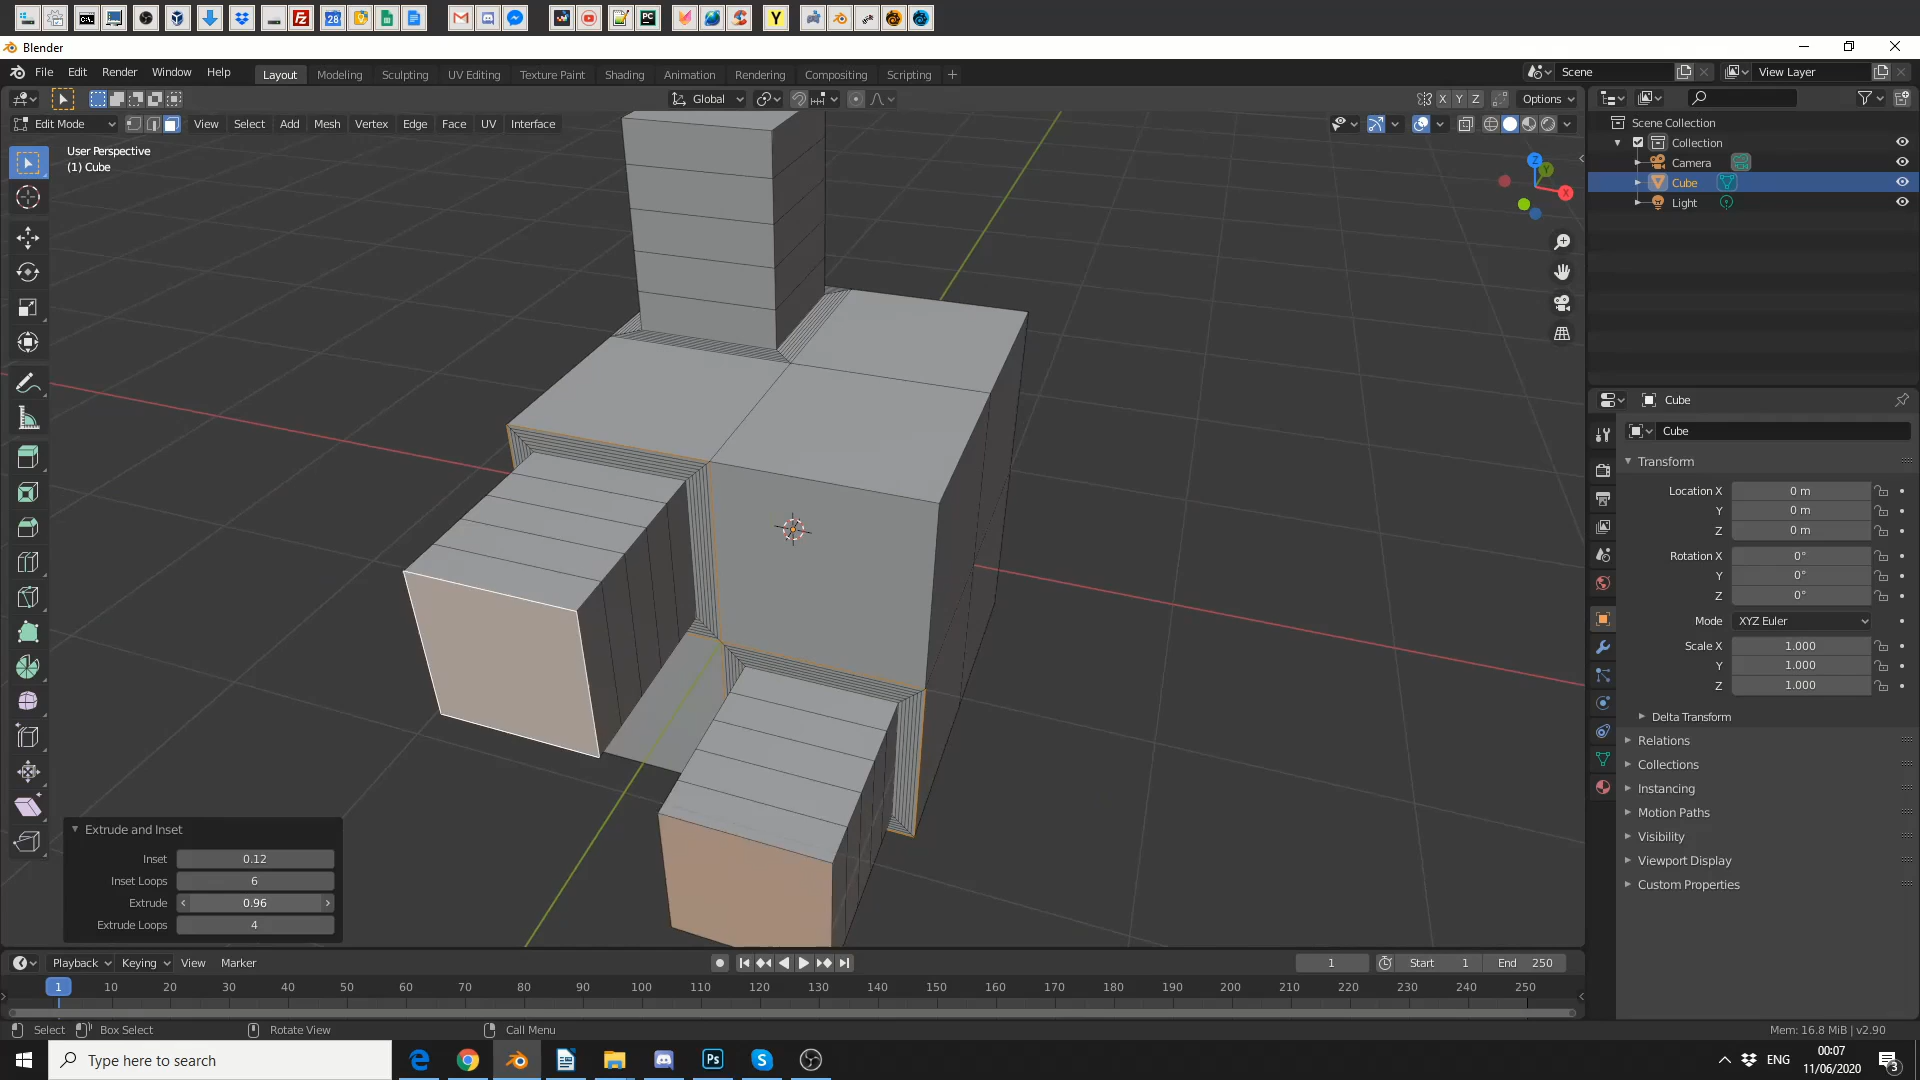 28
Y
Blender
File Edit Render Window Help
Layout Modeling Sculpting UV Editing Texture Paint Shading Animation Rendering Compositing Scripting +
Scene
View Layer
Global
X Y Z
Options
Edit Mode
View Select Add Mesh Vertex Edge Face UV Interface
User Perspective
(1) Cube
Z
Y
X
Scene Collection
Collection
Camera
Cube
Light
Cube
Cube
Transform
Location X 0 m
Y 0 m
Z 0 m
Rotation X 0°
Y 0°
Z 0°
Mode XYZ Euler
Scale X 1.000
Y 1.000
Z 1.000
Delta Transform
Relations
Collections
Instancing
Motion Paths
Visibility
Viewport Display
Custom Properties
Extrude and Inset
Inset 0.12
Inset Loops 6
Extrude 0.96
Extrude Loops 4
Playback Keying View Marker
1
Start 1
End 250
1 10 20 30 40 50 60 70 80 90 100 110 120 130 140 150 160 170 180 190 200 210 220 230 240 250
Select Box Select Rotate View Call Menu
Mem: 16.8 MiB | v2.90
Type here to search
Ps
ENG
00:07
11/06/2020
3